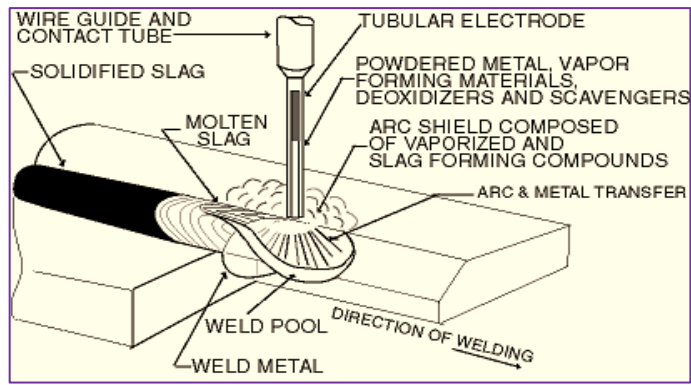 WIRE GUIDE AND
CONTACT TUBE
SOLIDIFIED SLAG
MOLTEN
SLAG
TUBULAR ELECTRODE
POWDERED METAL, VAPOR
FORMING MATERIALS,
DEOXIDIZERS AND SCAVENGERS
ARC SHIELD COMPOSED
OF VAPORIZED AND
SLAG FORMING COMPOUNDS
ARC & METAL TRANSFER
WELD POOL
WELD METAL
DIRECTION OF WELDING